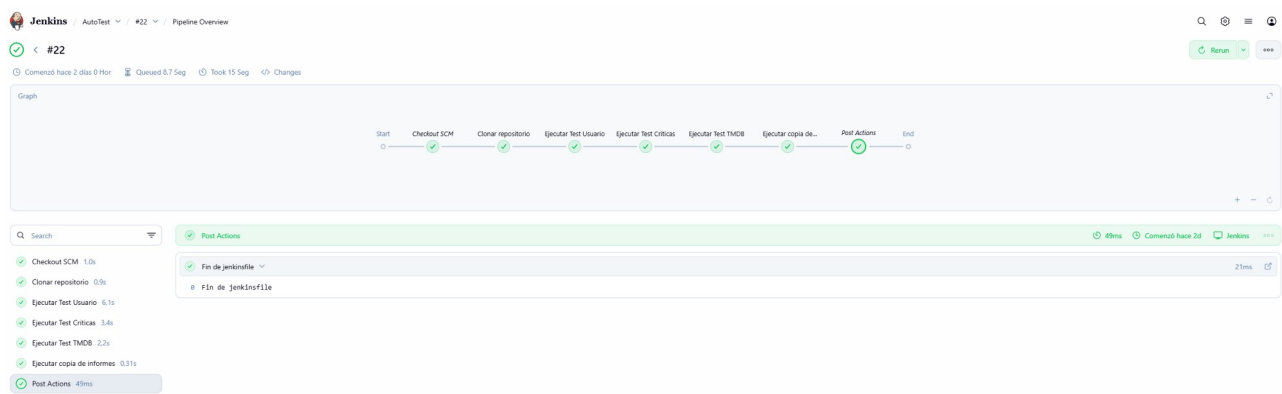 Jenkins / AutoTest / #22 / Pipeline Overview
#22
Rerun
Comenzó hace 2 días 0 Hor Queued 8,7 Seg Took 15 Seg </> Changes
Graph
Start Checkout SCM Clonar repositorio Ejecutar Test Usuario Ejecutar Test Criticas Ejecutar Test TMDB Ejecutar copia de... Post Actions End
Search
Post Actions 49ms Comenzó hace 2d Jenkins
Checkout SCM 1,0s
Fin de jenkinsfile 21ms
Clonar repositorio 0,9s
0 Fin de jenkinsfile
Ejecutar Test Usuario 6,1s
Ejecutar Test Criticas 3,4s
Ejecutar Test TMDB 2,2s
Ejecutar copia de informes 0,31s
Post Actions 49ms